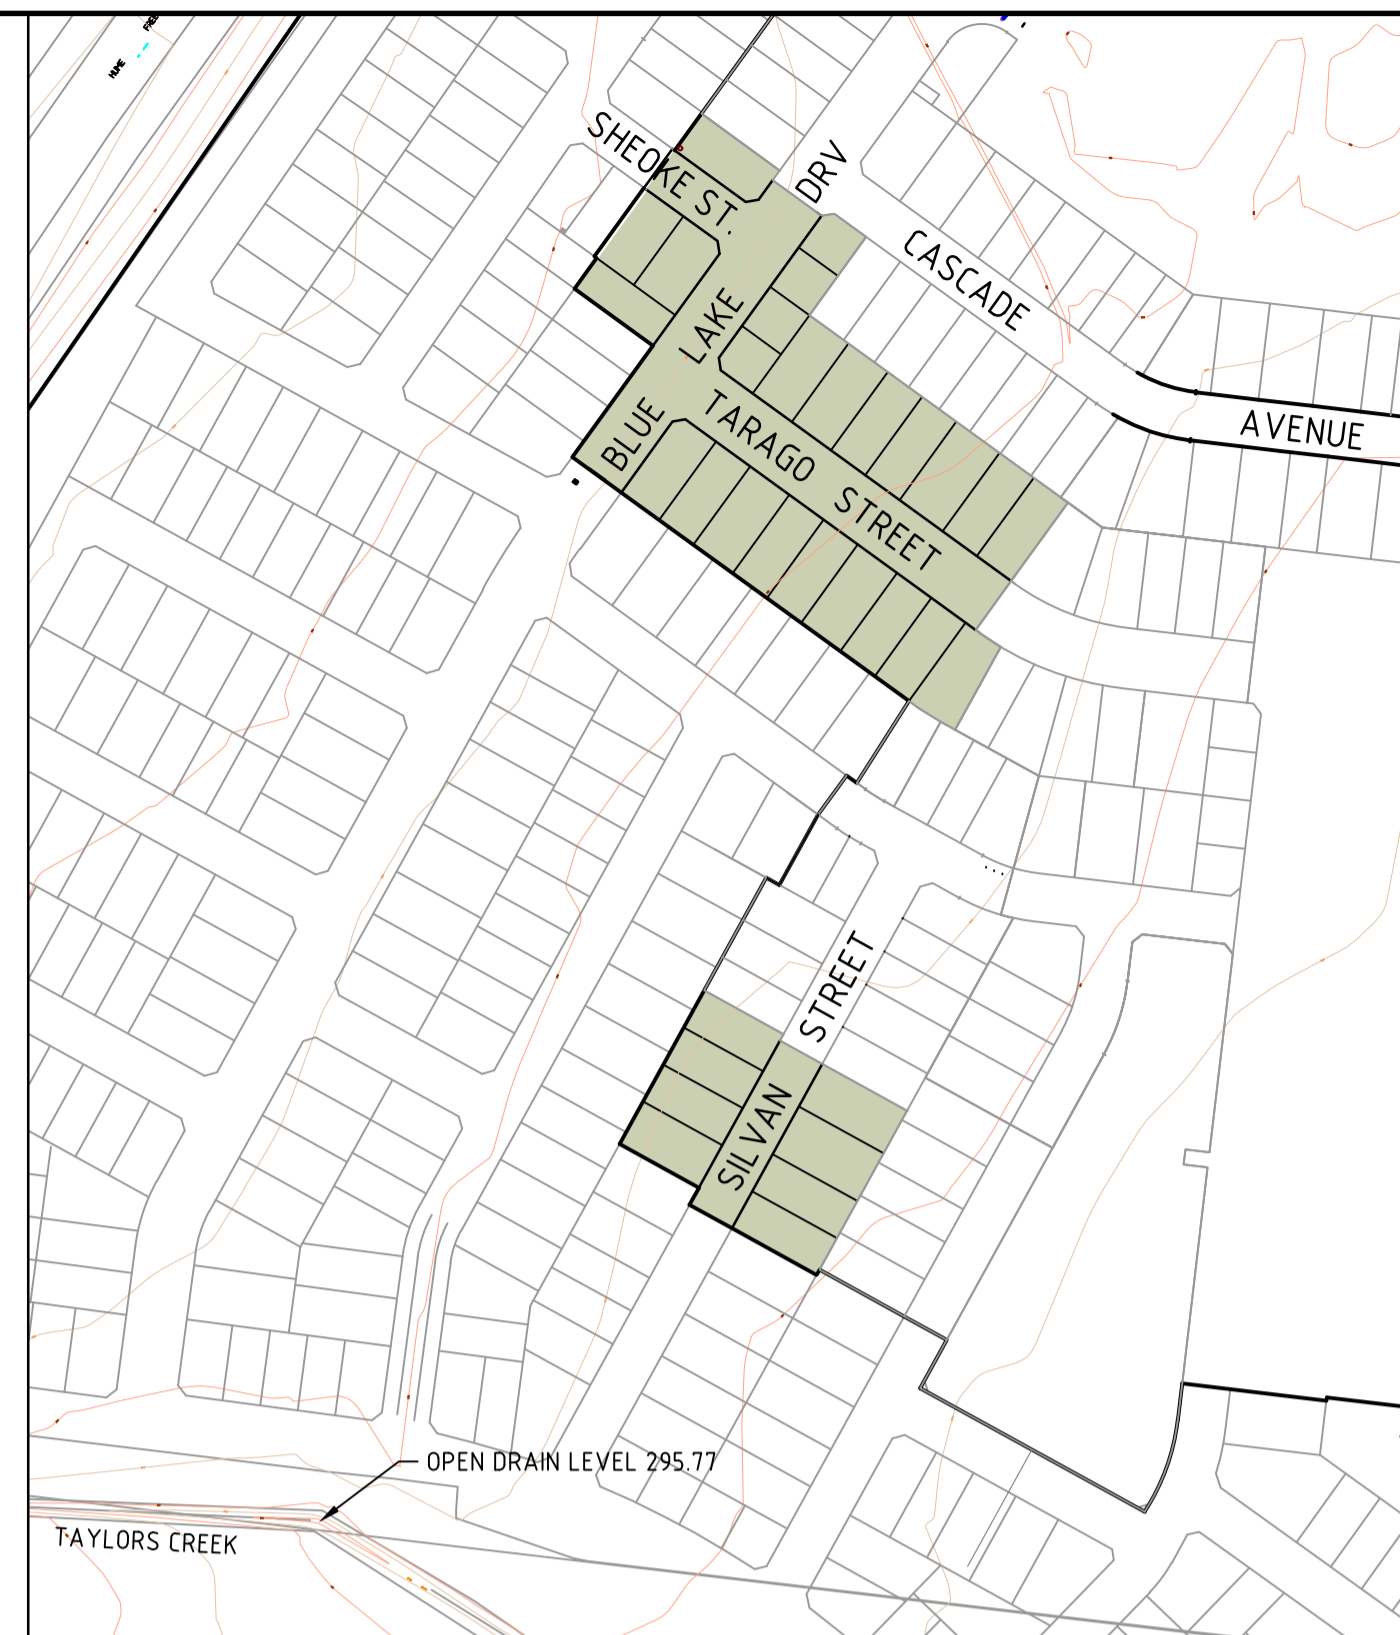 HUME
FREE
SHEOKE ST.
DRV
CASCADE
AVENUE
LAKE
BLUE
TARAGO STREET
STREET
SILVAN
OPEN DRAIN LEVEL 295.77
TAYLORS CREEK